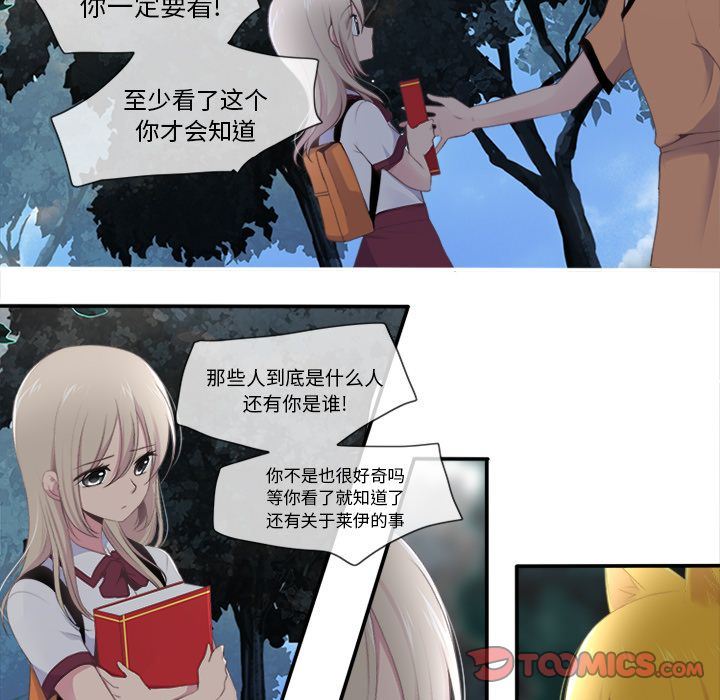 你一定要看!
至少看了这个
你才会知道
那些人到底是什么人
还有你是谁!
你不是也很好奇吗
等你看了就知道了
还有关于莱伊的事
TOOMICS.COM